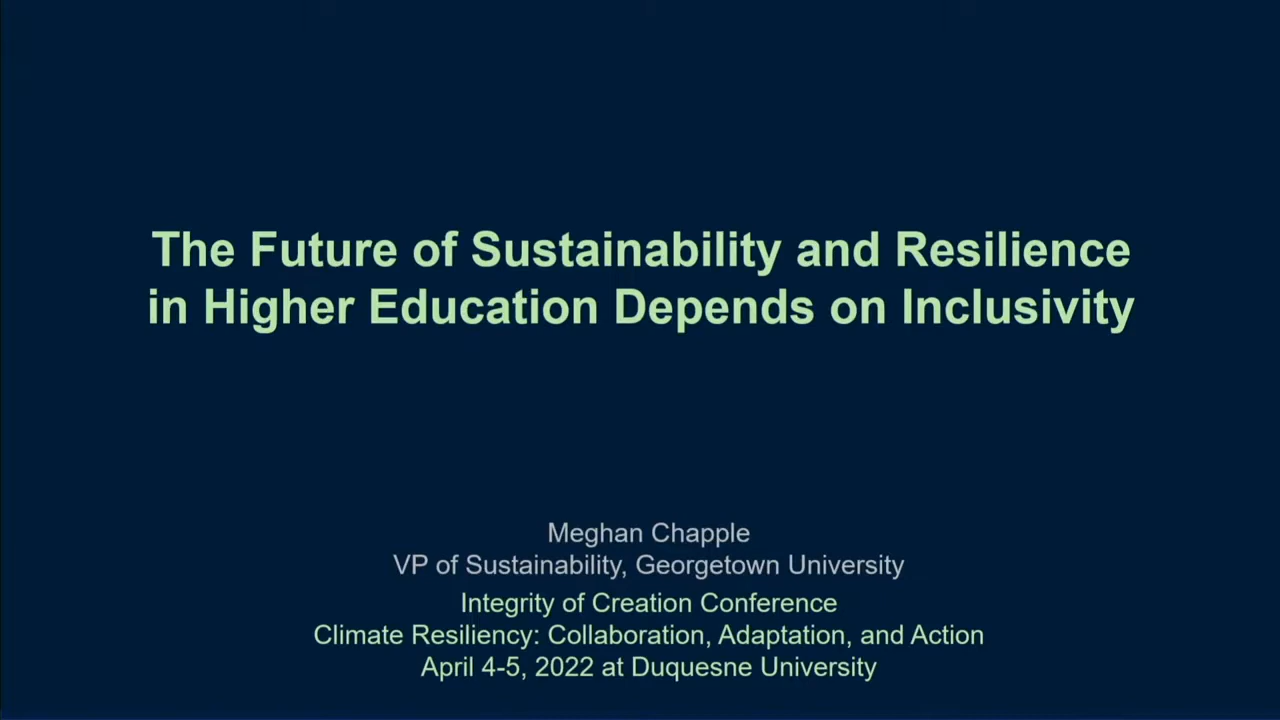 The Future of Sustainability and Resilience
in Higher Education Depends on Inclusivity
Meghan Chapple
VP of Sustainability, Georgetown University
Integrity of Creation Conference
Climate Resiliency: Collaboration, Adaptation, and Action
April 4-5, 2022 at Duquesne University